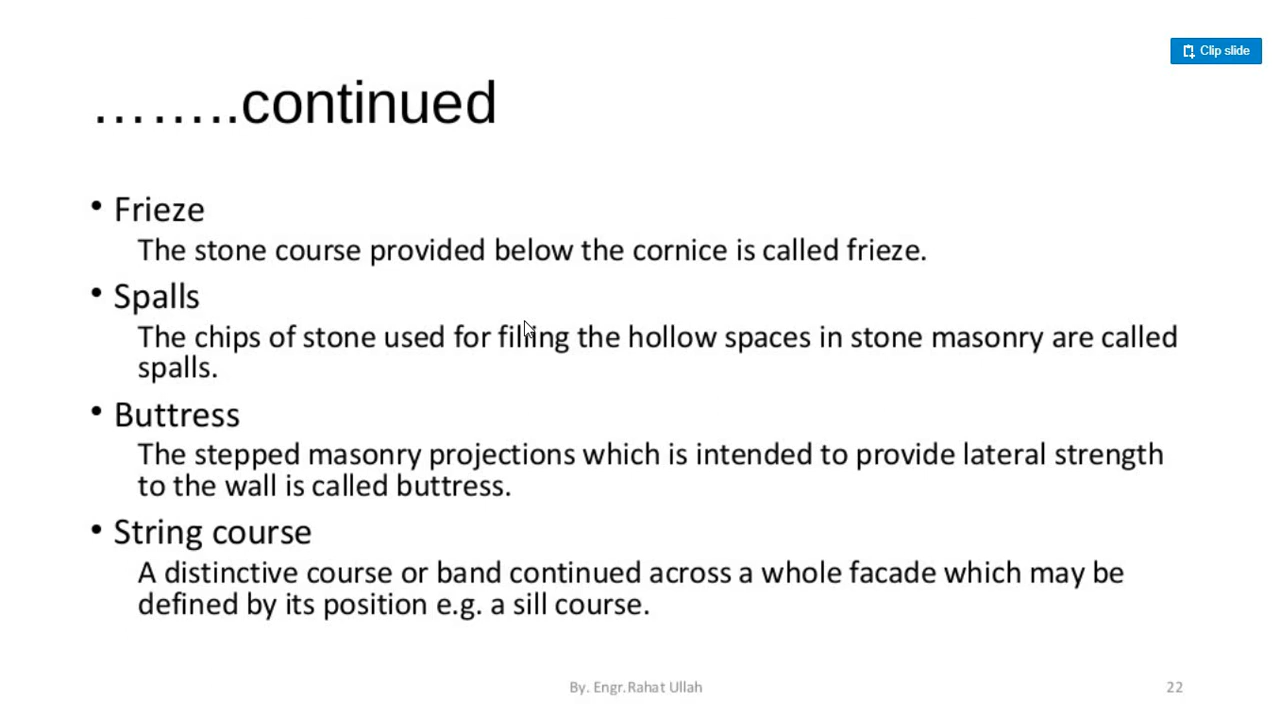 Clip slide
……..continued
• Frieze
The stone course provided below the cornice is called frieze.
• Spalls
The chips of stone used for filling the hollow spaces in stone masonry are called
spalls.
• Buttress
The stepped masonry projections which is intended to provide lateral strength
to the wall is called buttress.
• String course
A distinctive course or band continued across a whole facade which may be
defined by its position e.g. a sill course.
By. Engr.Rahat Ullah
22